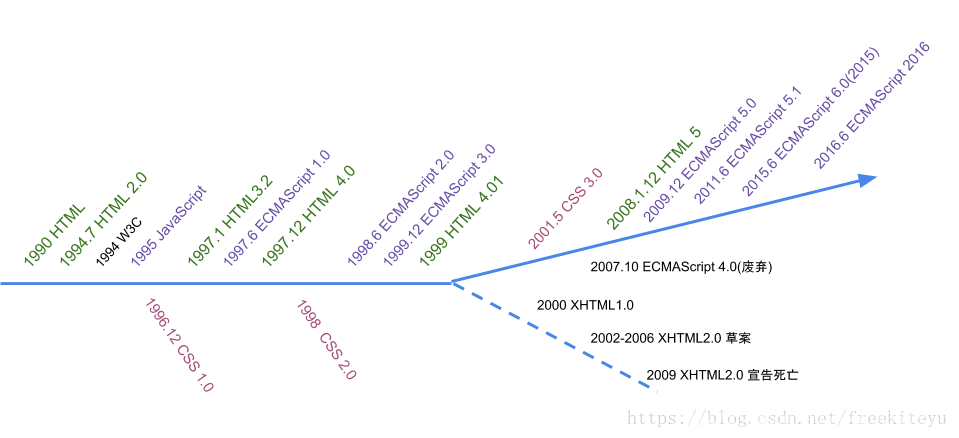 1990 HTML
1994.7 HTML 2.0
1994 W3C
1995 JavaScript
1997.1 HTML3.2
1997.6 ECMAScript 1.0
1997.12 HTML 4.0
1998.6 ECMAScript 2.0
1999.12 ECMAScript 3.0
1999 HTML 4.01
2001.5 CSS 3.0
2008.1.12 HTML 5
2009.12 ECMAScript 5.0
2011.6 ECMAScript 5.1
2015.6 ECMAScript 6.0(2015)
2016.6 ECMAScript 2016
1996.12 CSS 1.0
1998 CSS 2.0
2007.10 ECMAScript 4.0(废弃)
2000 XHTML1.0
2002-2006 XHTML2.0 草案
2009 XHTML2.0 宣告死亡
https://blog.csdn.net/freekiteyu